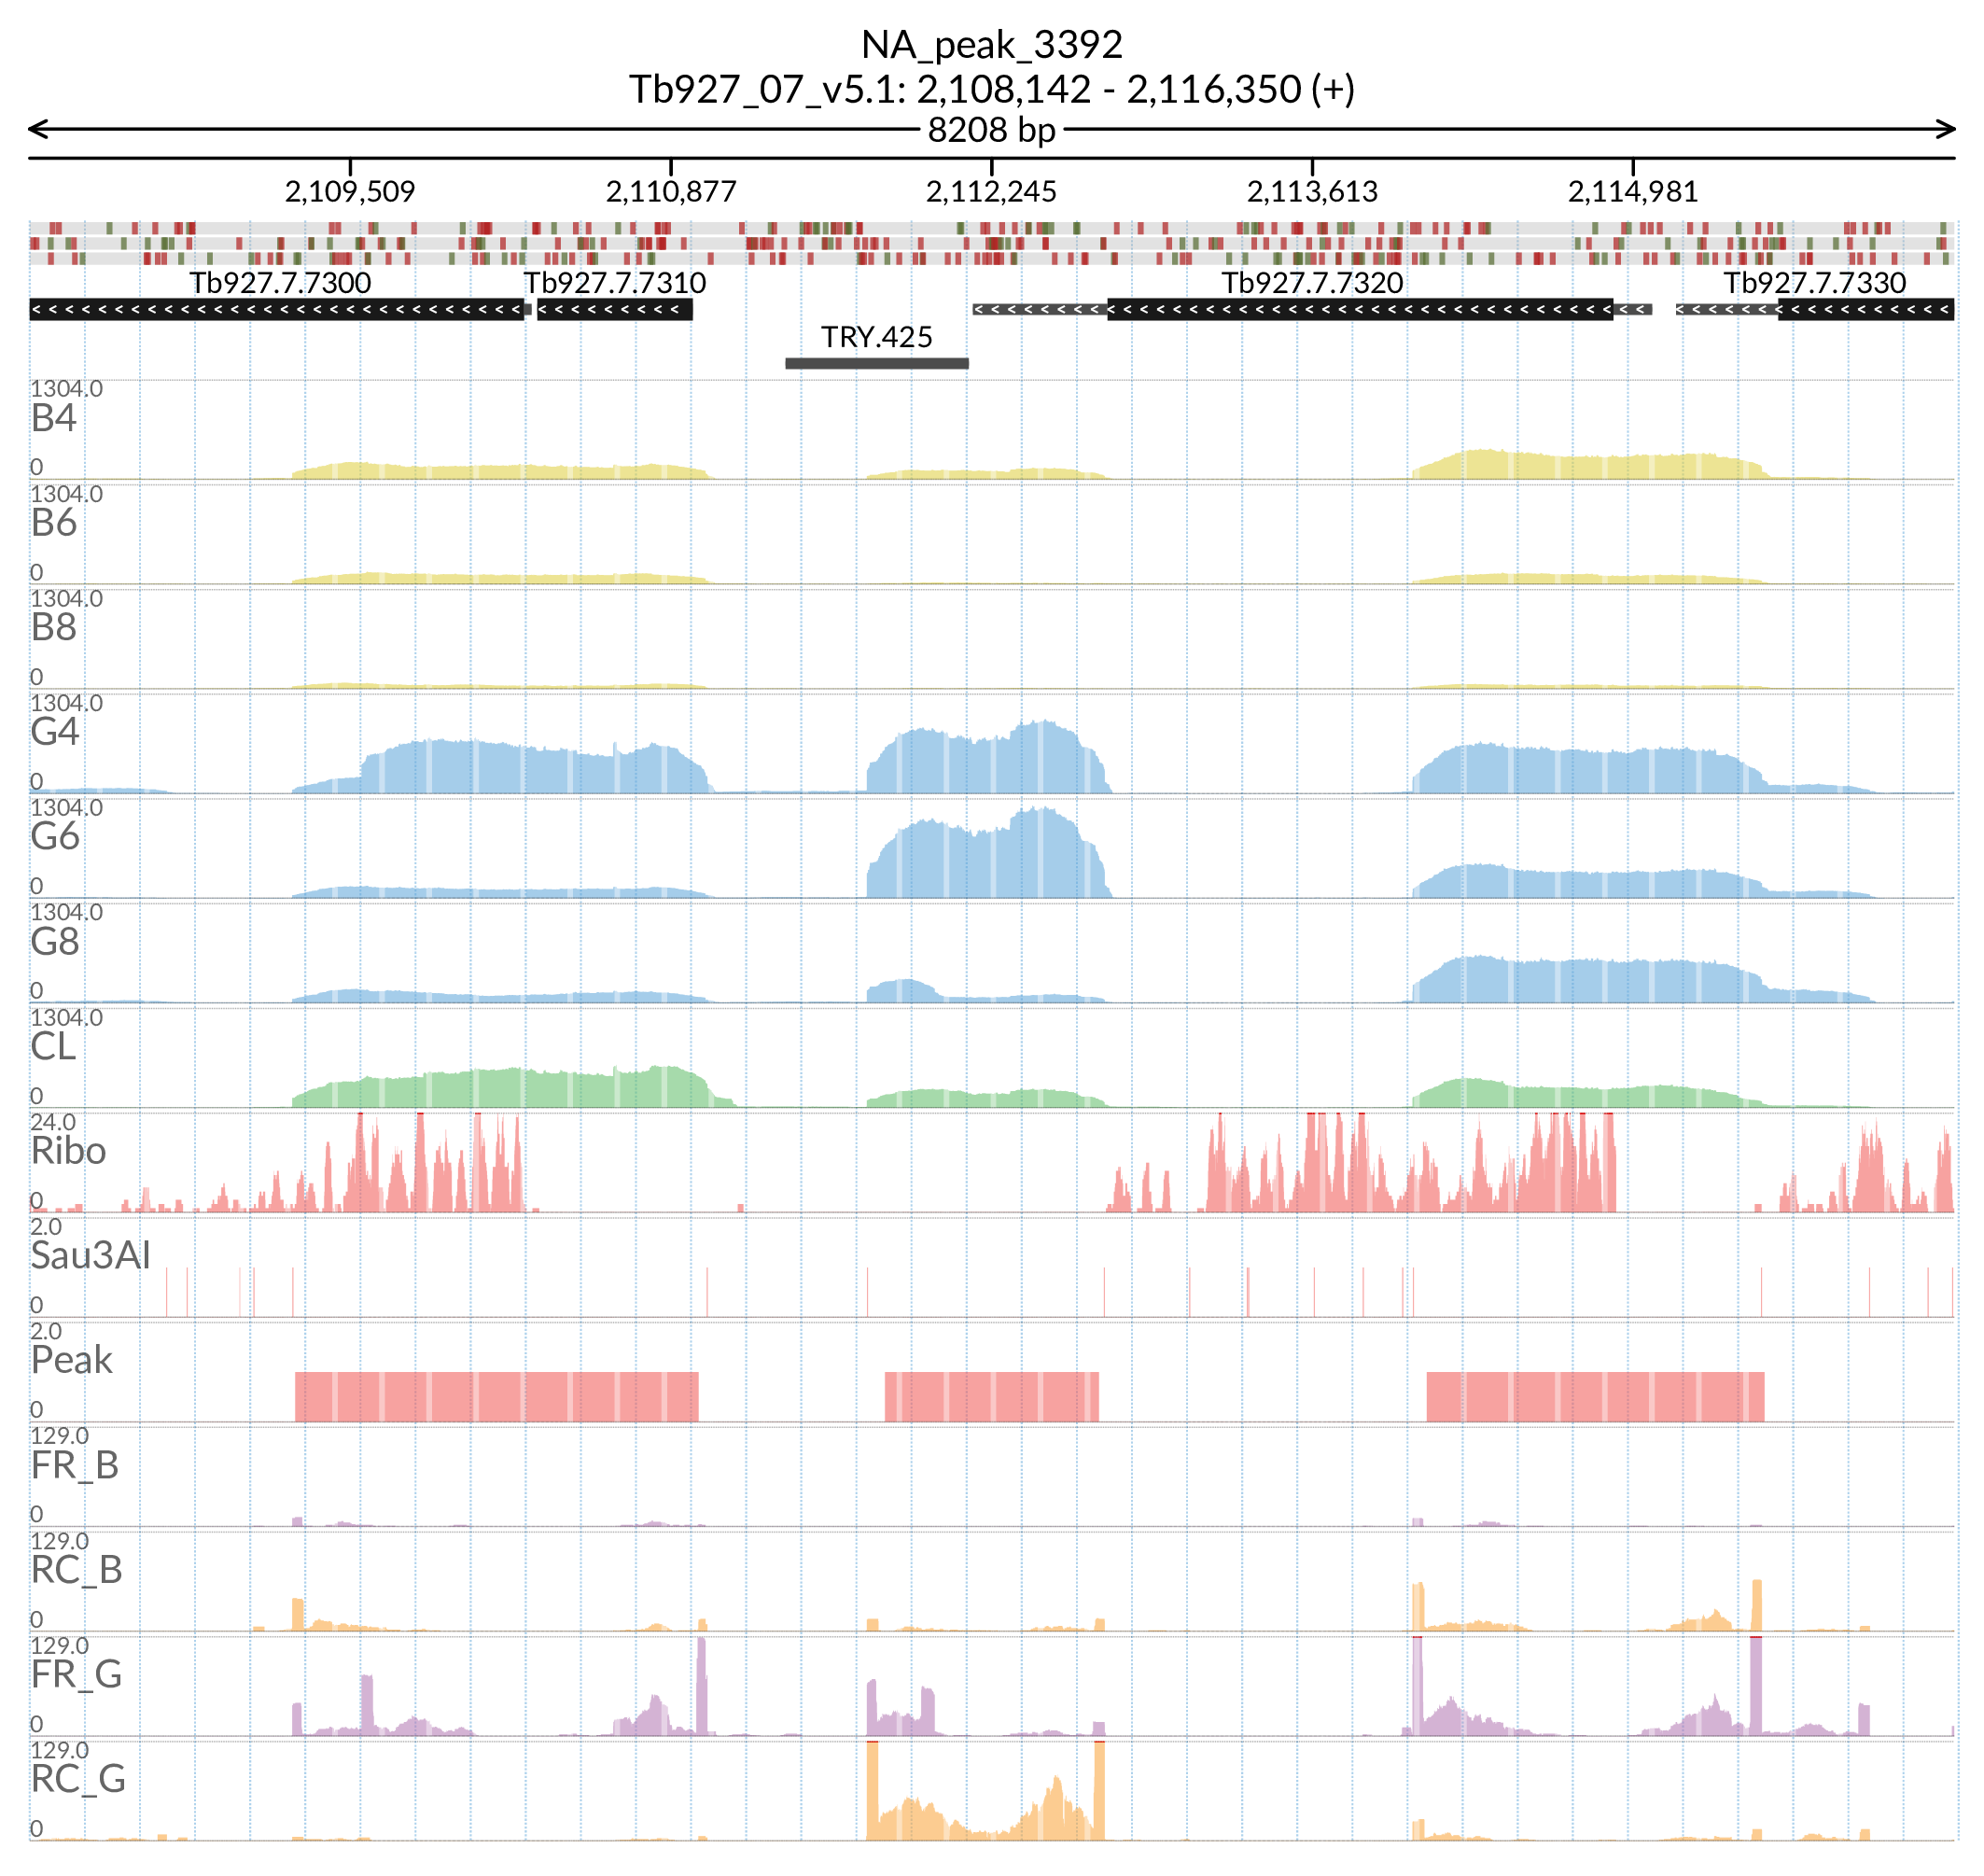 NA_peak_3392
Tb927_07_v5.1: 2,108,142 - 2,116,350 (+)
8208 bp
2,109,509 2,110,877 2,112,245 2,113,613 2,114,981
Tb927.7.7300 Tb927.7.7310 Tb927.7.7320 Tb927.7.7330
TRY.425
1304.0
B4
0
1304.0
B6
0
1304.0
B8
0
1304.0
G4
0
1304.0
G6
0
1304.0
G8
0
1304.0
CL
0
24.0
Ribo
0
2.0
Sau3AI
0
2.0
Peak
0
129.0
FR_B
0
129.0
RC_B
0
129.0
FR_G
0
129.0
RC_G
0